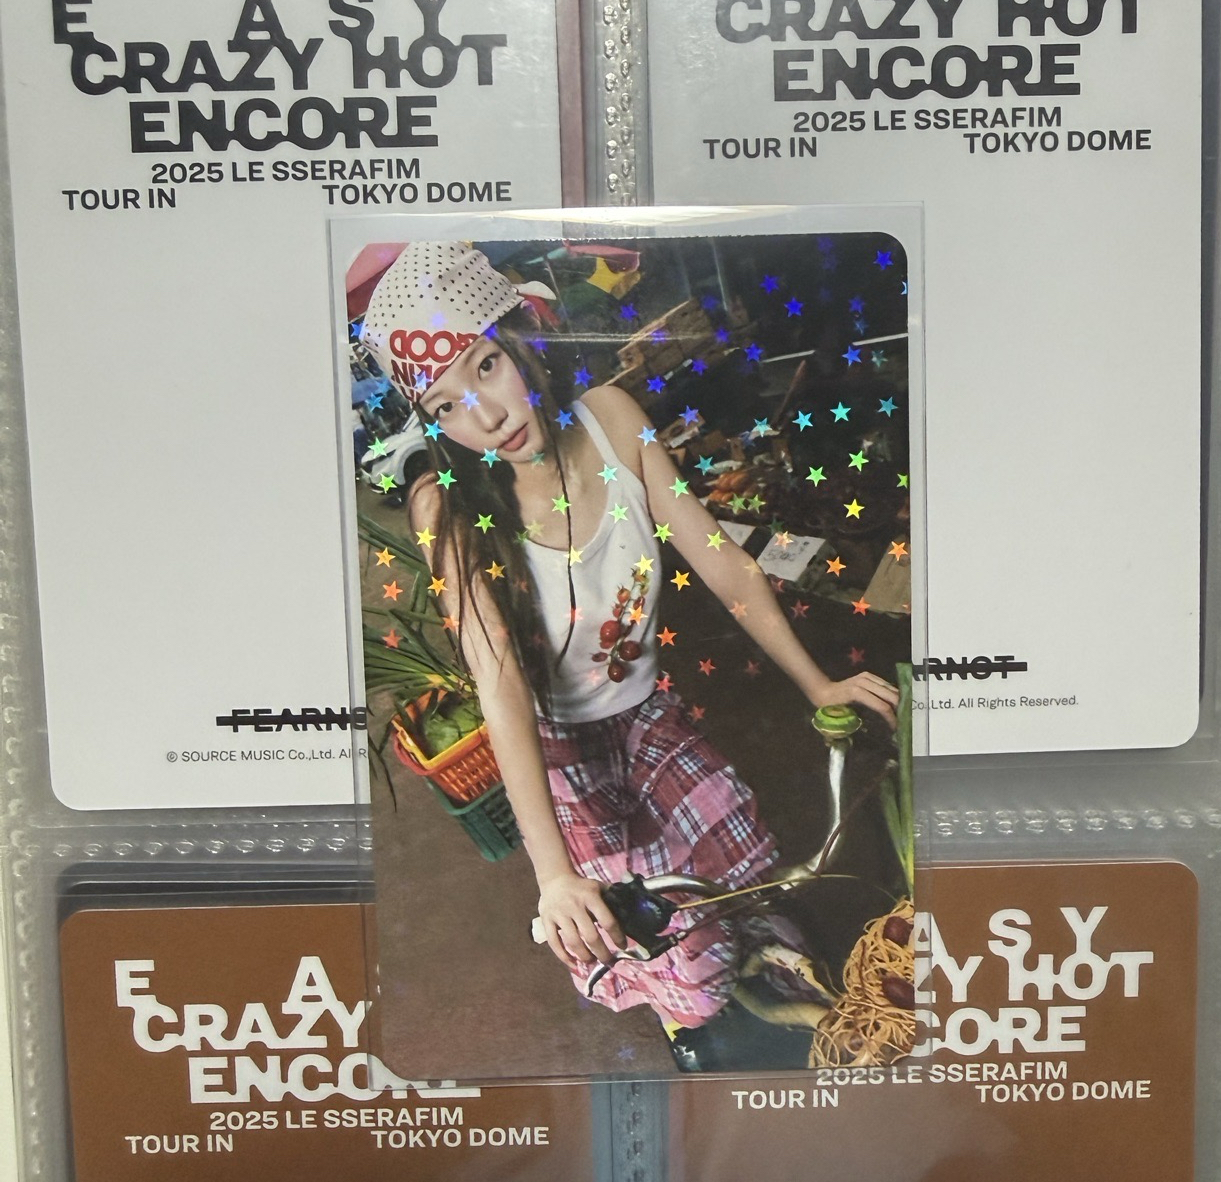 E A S Y
CRAZY HOT
ENCORE
2025 LE SSERAFIM
TOUR IN TOKYO DOME
FEARNO
© SOURCE MUSIC Co.,Ltd. All R
CRAZY HOT
ENCORE
2025 LE SSERAFIM
TOUR IN TOKYO DOME
ARNOT
Co.,Ltd. All Rights Reserved.
E A
CRAZY
ENCORE
2025 LE SSERAFIM
TOUR IN TOKYO DOME
A S Y
ZY HOT
CORE
2025 LE SSERAFIM
TOUR IN TOKYO DOME